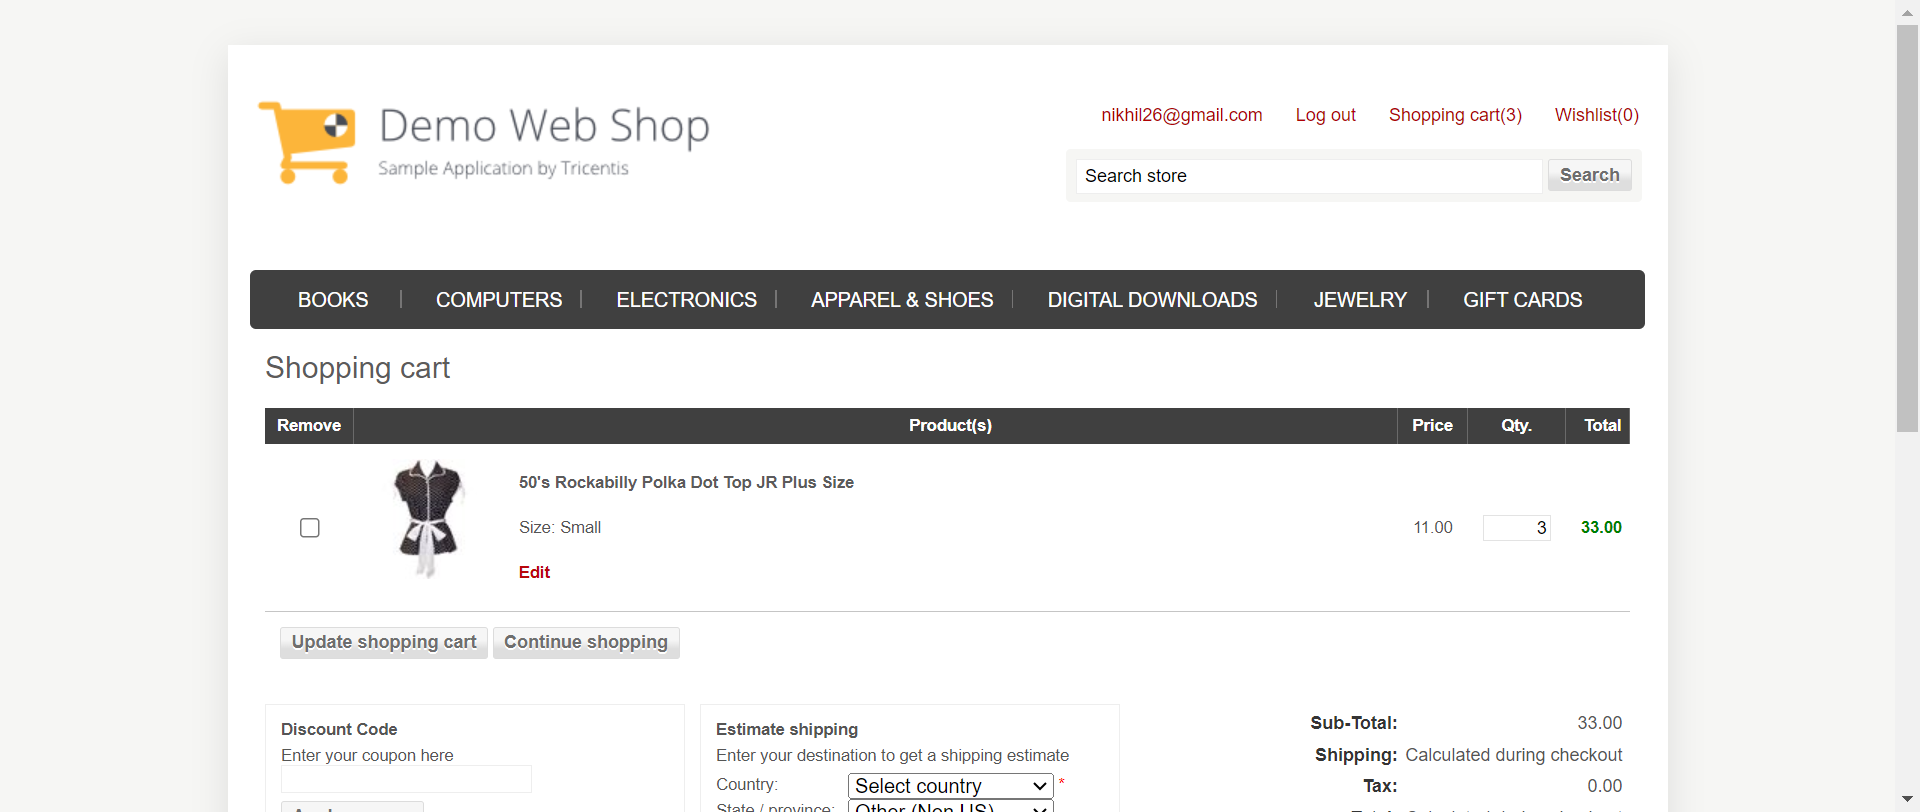 Demo Web Shop
Sample Application by Tricentis
nikhil26@gmail.com Log out Shopping cart(3) Wishlist(0)
Search store Search
BOOKS COMPUTERS ELECTRONICS APPAREL & SHOES DIGITAL DOWNLOADS JEWELRY GIFT CARDS
Shopping cart
Remove Product(s) Price Qty. Total
50's Rockabilly Polka Dot Top JR Plus Size
Size: Small 11.00 3 33.00
Edit
Update shopping cart Continue shopping
Discount Code
Enter your coupon here
Estimate shipping
Enter your destination to get a shipping estimate
Country: Select country *
State / province: Other (Non US)
Sub-Total: 33.00
Shipping: Calculated during checkout
Tax: 0.00